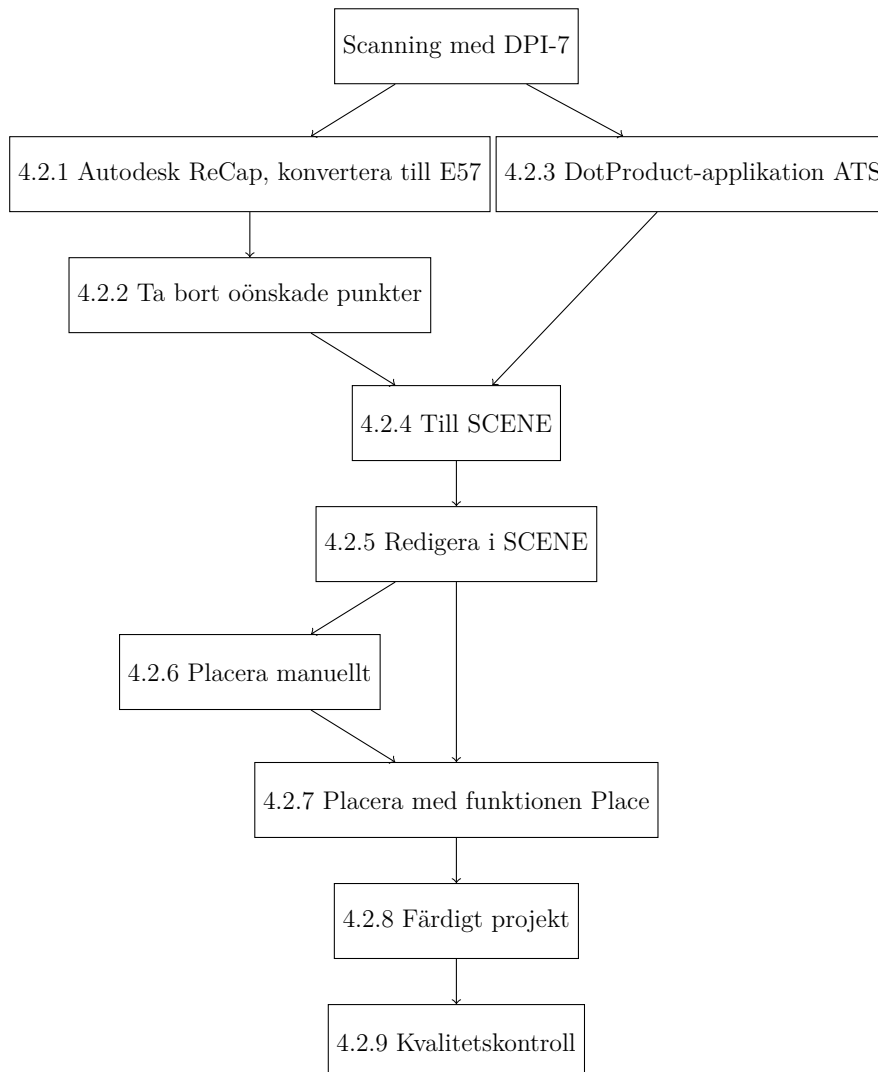 Scanning med DPI-7
4.2.1 Autodesk ReCap, konvertera till E57
4.2.3 DotProduct-applikation ATS
4.2.2 Ta bort oönskade punkter
4.2.4 Till SCENE
4.2.5 Redigera i SCENE
4.2.6 Placera manuellt
4.2.7 Placera med funktionen Place
4.2.8 Färdigt projekt
4.2.9 Kvalitetskontroll